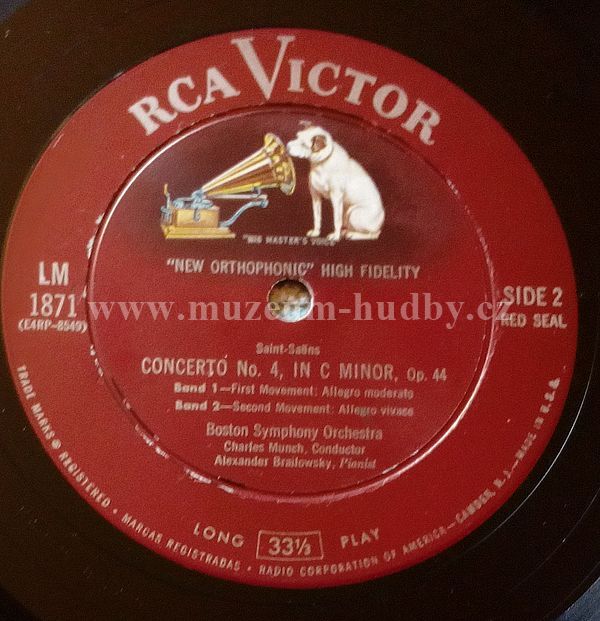 RCA VICTOR
"HIS MASTER'S VOICE"
"NEW ORTHOPHONIC" HIGH FIDELITY
LM
1871
(E4RP-8549)
SIDE 2
RED SEAL
www.muzeum-hudby.cz
Saint-Saëns
CONCERTO No. 4, IN C MINOR, Op. 44
Band 1—First Movement: Allegro moderato
Band 2—Second Movement: Allegro vivace
Boston Symphony Orchestra
Charles Munch, Conductor
Alexander Brailowsky, Pianist
LONG 33⅓ PLAY
TRADE MARKS ® REGISTERED • MARCAS REGISTRADAS • RADIO CORPORATION OF AMERICA—CAMDEN, N.J.—MADE IN U.S.A.